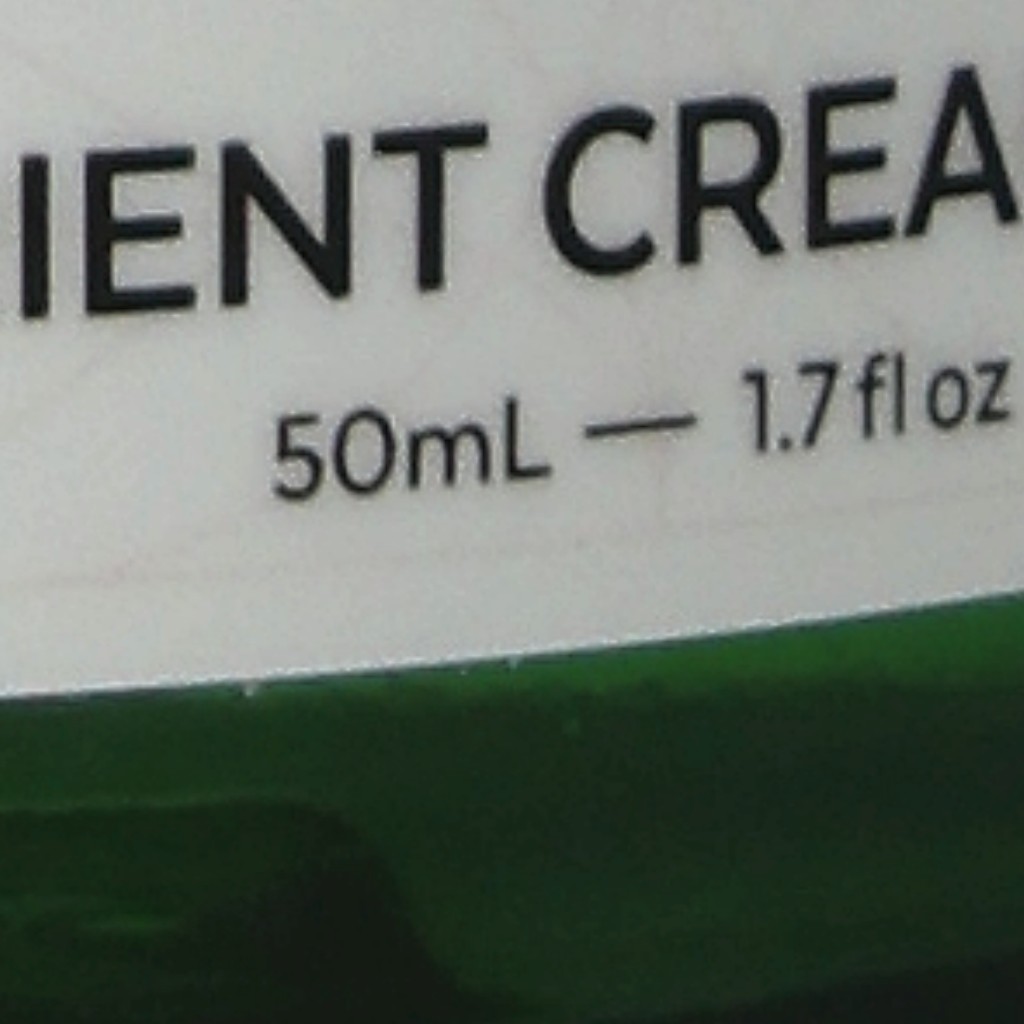 IENT CREA
50mL — 1.7 fl oz